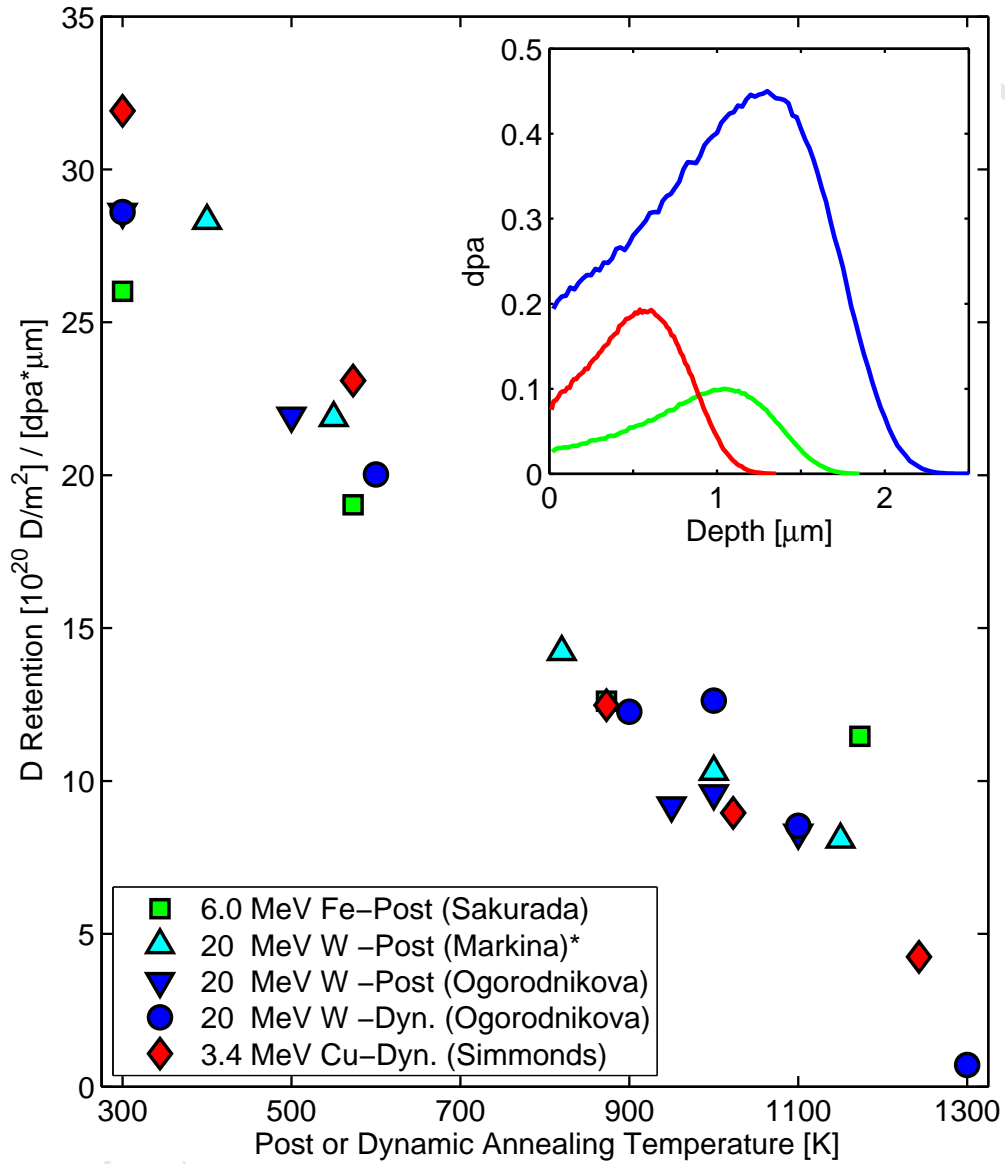 35
30
25
20
15
10
5
0
D Retention [10^20 D/m^2] / [dpa*μm]
300
500
700
900
1100
1300
Post or Dynamic Annealing Temperature [K]
0.5
0.4
0.3
0.2
0.1
0
dpa
0
1
2
Depth [μm]
6.0 MeV Fe−Post (Sakurada)
20 MeV W −Post (Markina)*
20 MeV W −Post (Ogorodnikova)
20 MeV W −Dyn. (Ogorodnikova)
3.4 MeV Cu−Dyn. (Simmonds)